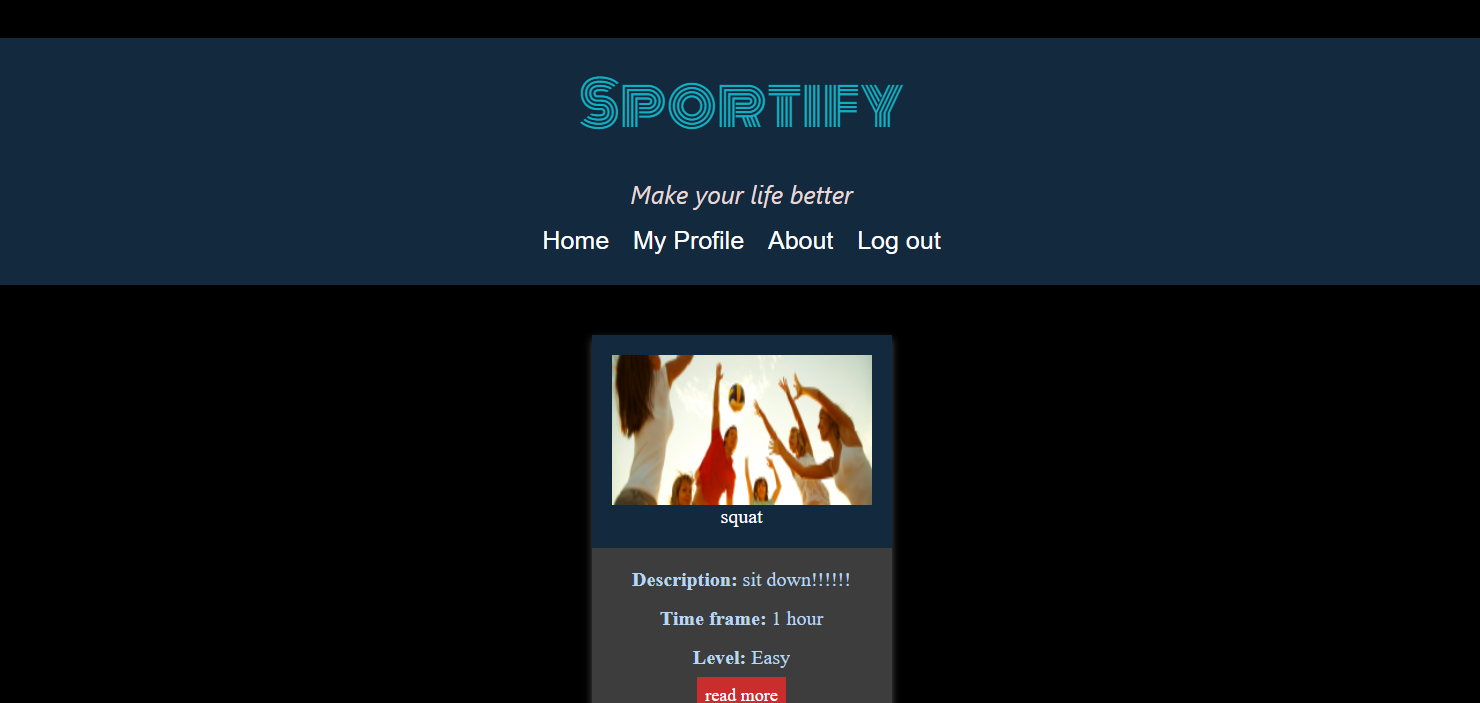 Sportify
Make your life better
Home My Profile About Log out
squat
Description: sit down!!!!!!
Time frame: 1 hour
Level: Easy
read more